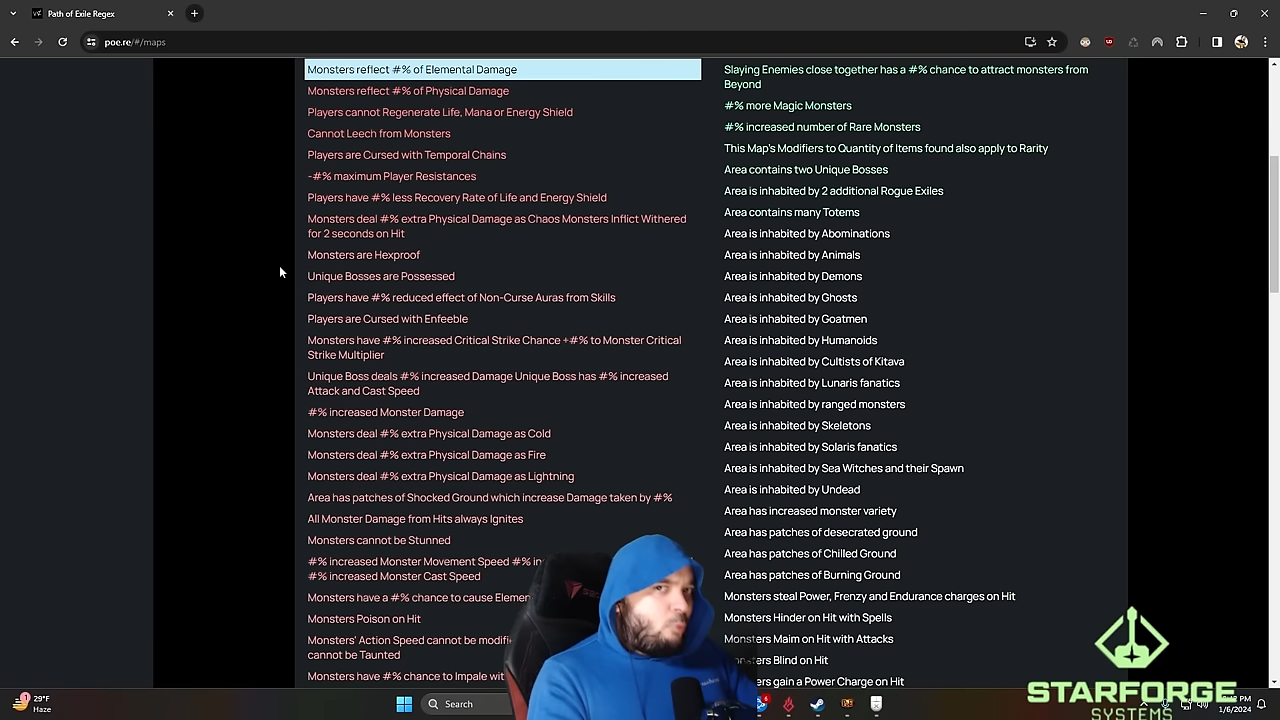 Path of Exile Regex
poe.re/#/maps
Monsters reflect #% of Elemental Damage
Monsters reflect #% of Physical Damage
Players cannot Regenerate Life, Mana or Energy Shield
Cannot Leech from Monsters
Players are Cursed with Temporal Chains
-#% maximum Player Resistances
Players have #% less Recovery Rate of Life and Energy Shield
Monsters deal #% extra Physical Damage as Chaos Monsters Inflict Withered
for 2 seconds on Hit
Monsters are Hexproof
Unique Bosses are Possessed
Players have #% reduced effect of Non-Curse Auras from Skills
Players are Cursed with Enfeeble
Monsters have #% increased Critical Strike Chance +#% to Monster Critical
Strike Multiplier
Unique Boss deals #% increased Damage Unique Boss has #% increased
Attack and Cast Speed
#% increased Monster Damage
Monsters deal #% extra Physical Damage as Cold
Monsters deal #% extra Physical Damage as Fire
Monsters deal #% extra Physical Damage as Lightning
Area has patches of Shocked Ground which increase Damage taken by #%
All Monster Damage from Hits always Ignites
Monsters cannot be Stunned
#% increased Monster Movement Speed #%
#% increased Monster Cast Speed
Monsters have a #% chance to cause
Monsters Poison on Hit
Monsters' Action Speed cannot be
cannot be Taunted
Monsters have #% chance to Impale
Slaying Enemies close together has a #% chance to attract monsters from
Beyond
#% more Magic Monsters
#% increased number of Rare Monsters
This Map's Modifiers to Quantity of Items found also apply to Rarity
Area contains two Unique Bosses
Area is inhabited by 2 additional Rogue Exiles
Area contains many Totems
Area is inhabited by Abominations
Area is inhabited by Animals
Area is inhabited by Demons
Area is inhabited by Ghosts
Area is inhabited by Goatmen
Area is inhabited by Humanoids
Area is inhabited by Cultists of Kitava
Area is inhabited by Lunaris fanatics
Area is inhabited by ranged monsters
Area is inhabited by Skeletons
Area is inhabited by Solaris fanatics
Area is inhabited by Sea Witches and their Spawn
Area is inhabited by Undead
Area has increased monster variety
Area has patches of desecrated ground
Area has patches of Chilled Ground
Area has patches of Burning Ground
Monsters steal Power, Frenzy and Endurance charges on Hit
Monsters Hinder on Hit with Spells
Monsters Maim on Hit with Attacks
Blind on Hit
gain a Power Charge on Hit
STARFORGE
SYSTEMS
29°F
Haze
Search
1/6/2024